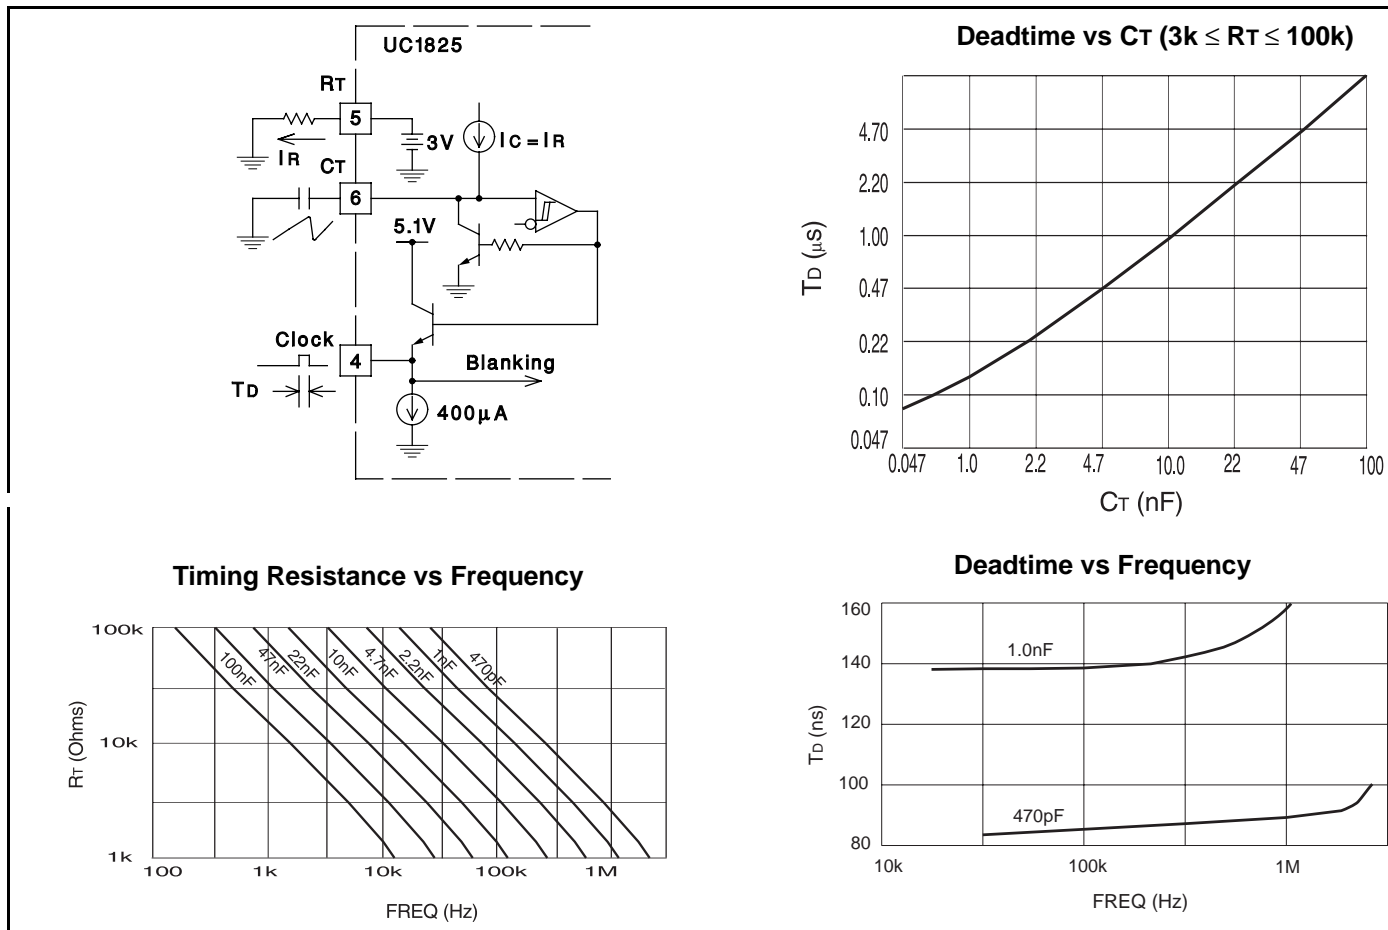 UC1825
RT
5
IR
3V
IC=IR
CT
6
5.1V
Clock
4
Blanking
TD
400µA
Deadtime vs CT (3k ≤ RT ≤ 100k)
4.70
2.20
1.00
0.47
0.22
0.10
0.047
TD (µs)
0.047 1.0 2.2 4.7 10.0 22 47 100
CT (nF)
Timing Resistance vs Frequency
100k
10k
1k
RT (Ohms)
100nF 47nF 22nF 10nF 4.7nF 2.2nF 1nF 470pF
100 1k 10k 100k 1M
FREQ (Hz)
Deadtime vs Frequency
160
140
120
100
80
TD (ns)
1.0nF
470pF
10k 100k 1M
FREQ (Hz)